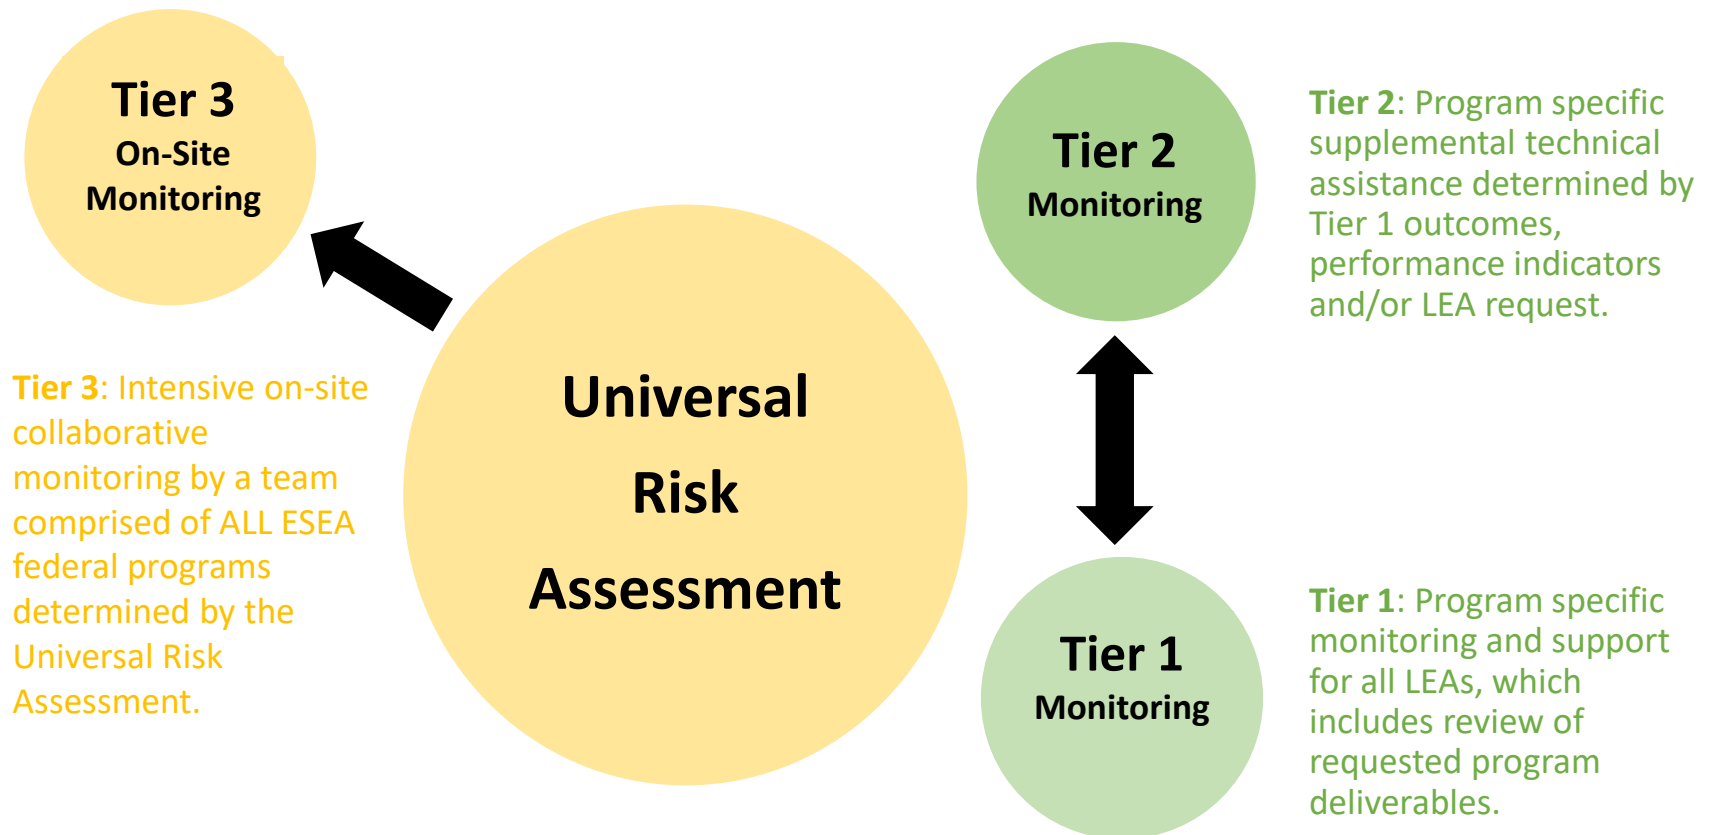 Tier 3
On-Site
Monitoring
Tier 3: Intensive on-site
collaborative
monitoring by a team
comprised of ALL ESEA
federal programs
determined by the
Universal Risk
Assessment.
Universal
Risk
Assessment
Tier 2
Monitoring
Tier 2: Program specific
supplemental technical
assistance determined by
Tier 1 outcomes,
performance indicators
and/or LEA request.
Tier 1
Monitoring
Tier 1: Program specific
monitoring and support
for all LEAs, which
includes review of
requested program
deliverables.